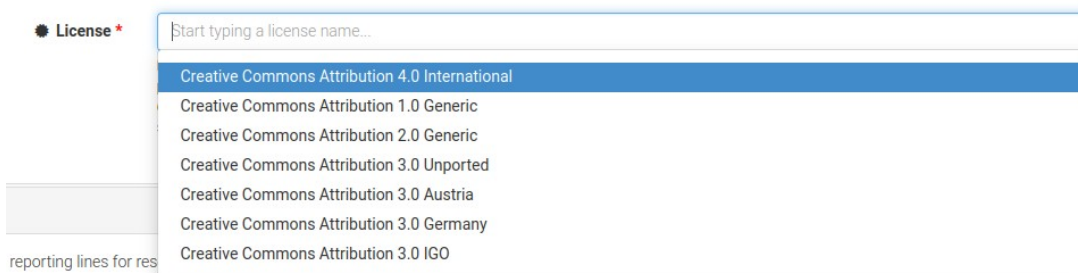 License *
Start typing a license name...
Creative Commons Attribution 4.0 International
Creative Commons Attribution 1.0 Generic
Creative Commons Attribution 2.0 Generic
Creative Commons Attribution 3.0 Unported
Creative Commons Attribution 3.0 Austria
Creative Commons Attribution 3.0 Germany
Creative Commons Attribution 3.0 IGO
reporting lines for res